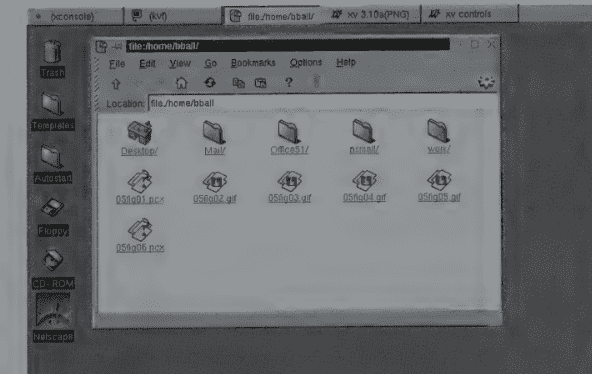 (xconsole) (kvt) file:/home/bball/ xv 3.10a(PNG) xv controls
file:/home/bball/
File Edit View Go Bookmarks Options Help
Location: file:/home/bball
Trash
Templates
Autostart
Floppy
CD-ROM
Netscape
Desktop/ Mail/ Office51/ nsmail/
05fig01.pcx 05fig02.gif 05fig03.gif 05fig04.gif 05fig05.gif
05fig06.pcx